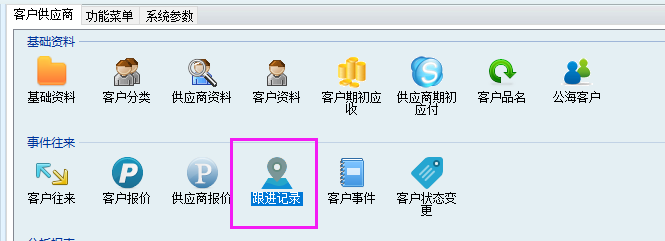 客户供应商 功能菜单 系统参数
基础资料
基础资料 客户分类 供应商资料 客户资料 客户期初应收 供应商期初应付 客户品名 公海客户
事件往来
客户往来 客户报价 供应商报价 跟进记录 客户事件 客户状态变更